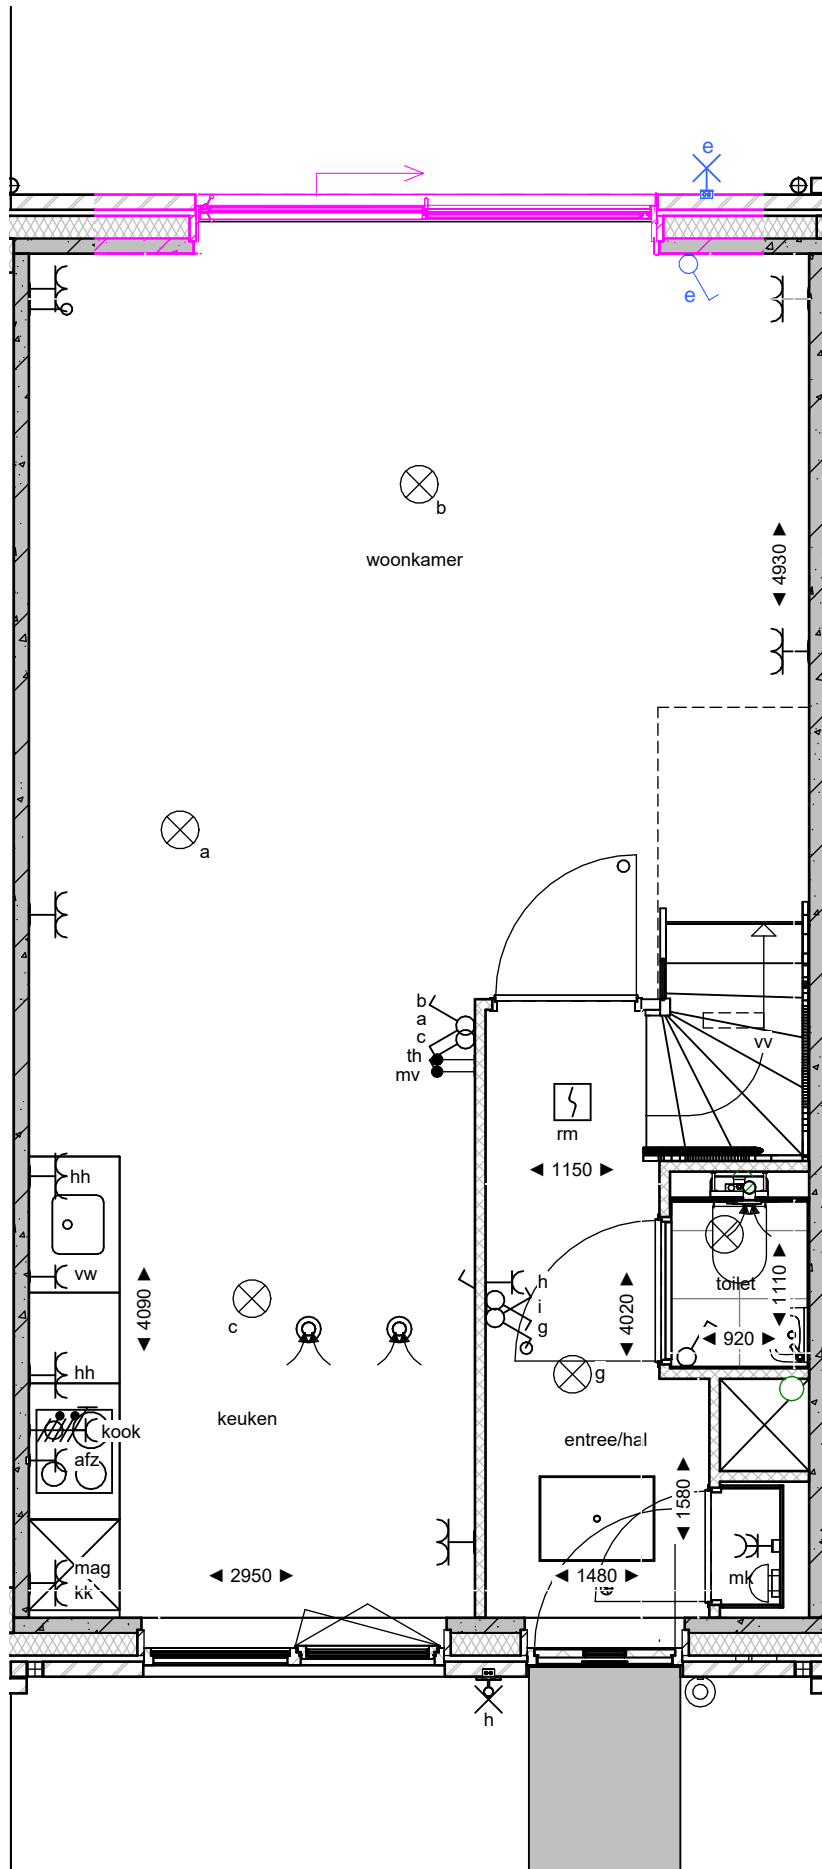 e
e
b
woonkamer
4930
a
b
a
c
th
mv
vv
rm
1150
hh
vw
4090
c
h
i
g
4020
toilet
1110
920
hh
kook
afz
keuken
g
entree/hal
1580
mag
kk
2950
1480
mk
h